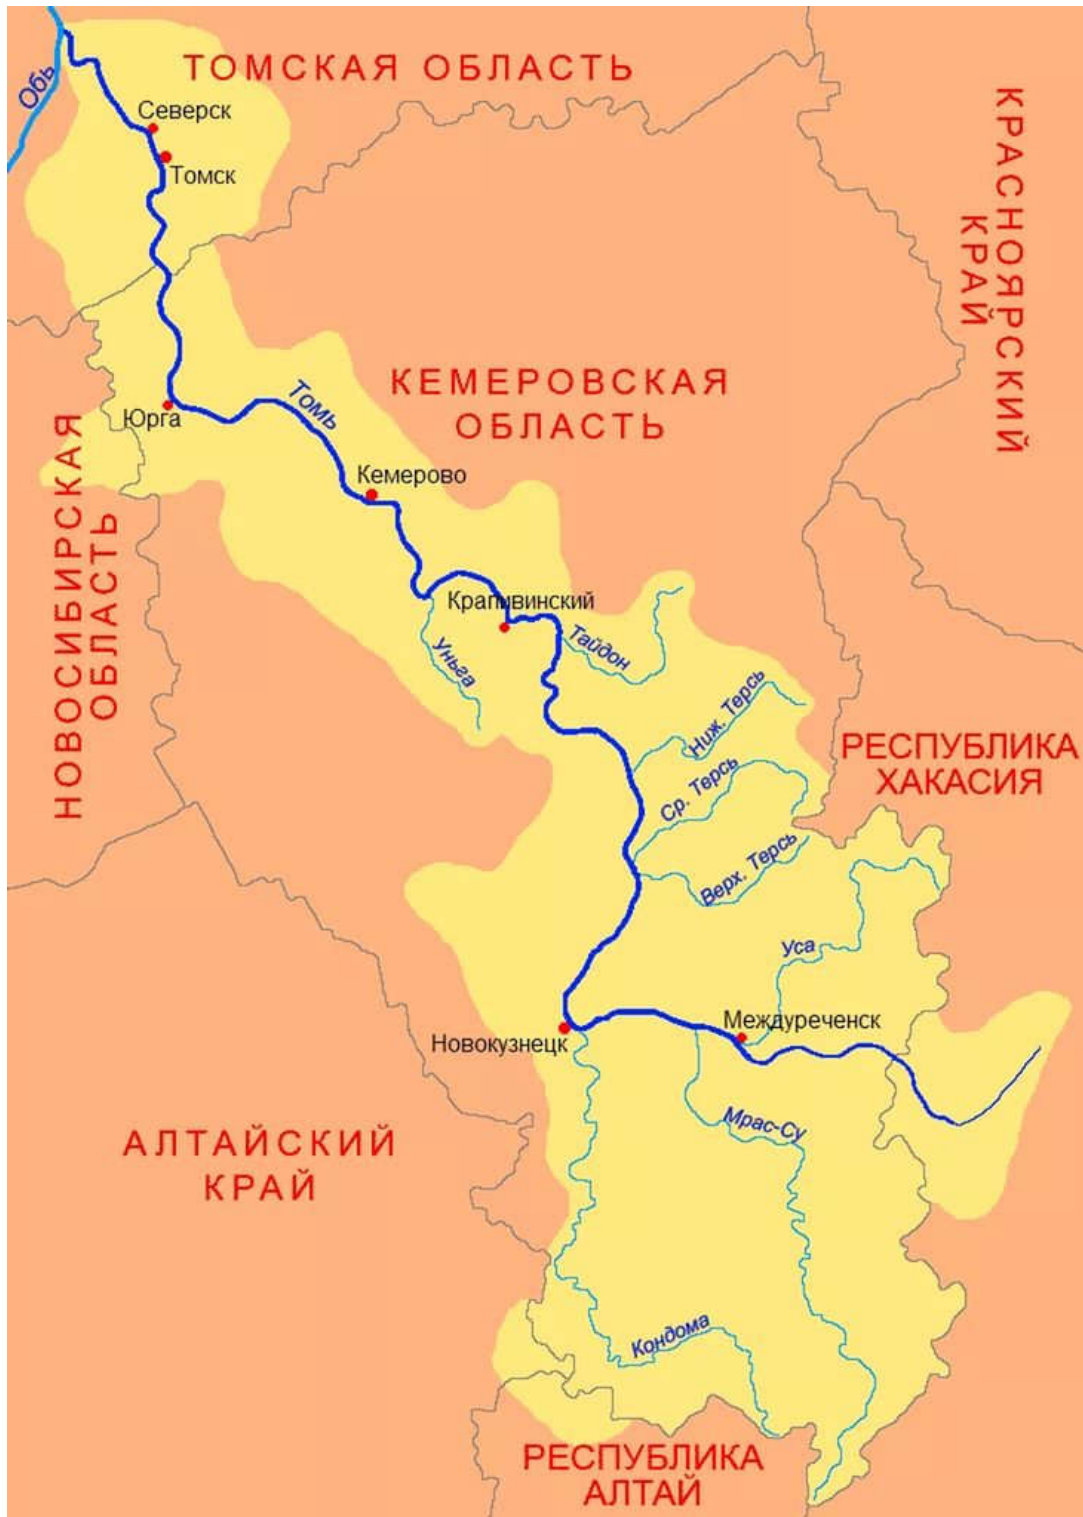 ТОМСКАЯ ОБЛАСТЬ
Обь
Северск
Томск
КРАСНОЯРСКИЙ
КРАЙ
КЕМЕРОВСКАЯ
ОБЛАСТЬ
Томь
Юрга
НОВОСИБИРСКАЯ
ОБЛАСТЬ
Кемерово
Крапивинский
Тайдон
Уньга
Ниж. Терсь
РЕСПУБЛИКА
ХАКАСИЯ
Ср. Терсь
Верх. Терсь
Уса
Междуреченск
Новокузнецк
Мрас-Су
АЛТАЙСКИЙ
КРАЙ
Кондома
РЕСПУБЛИКА
АЛТАЙ